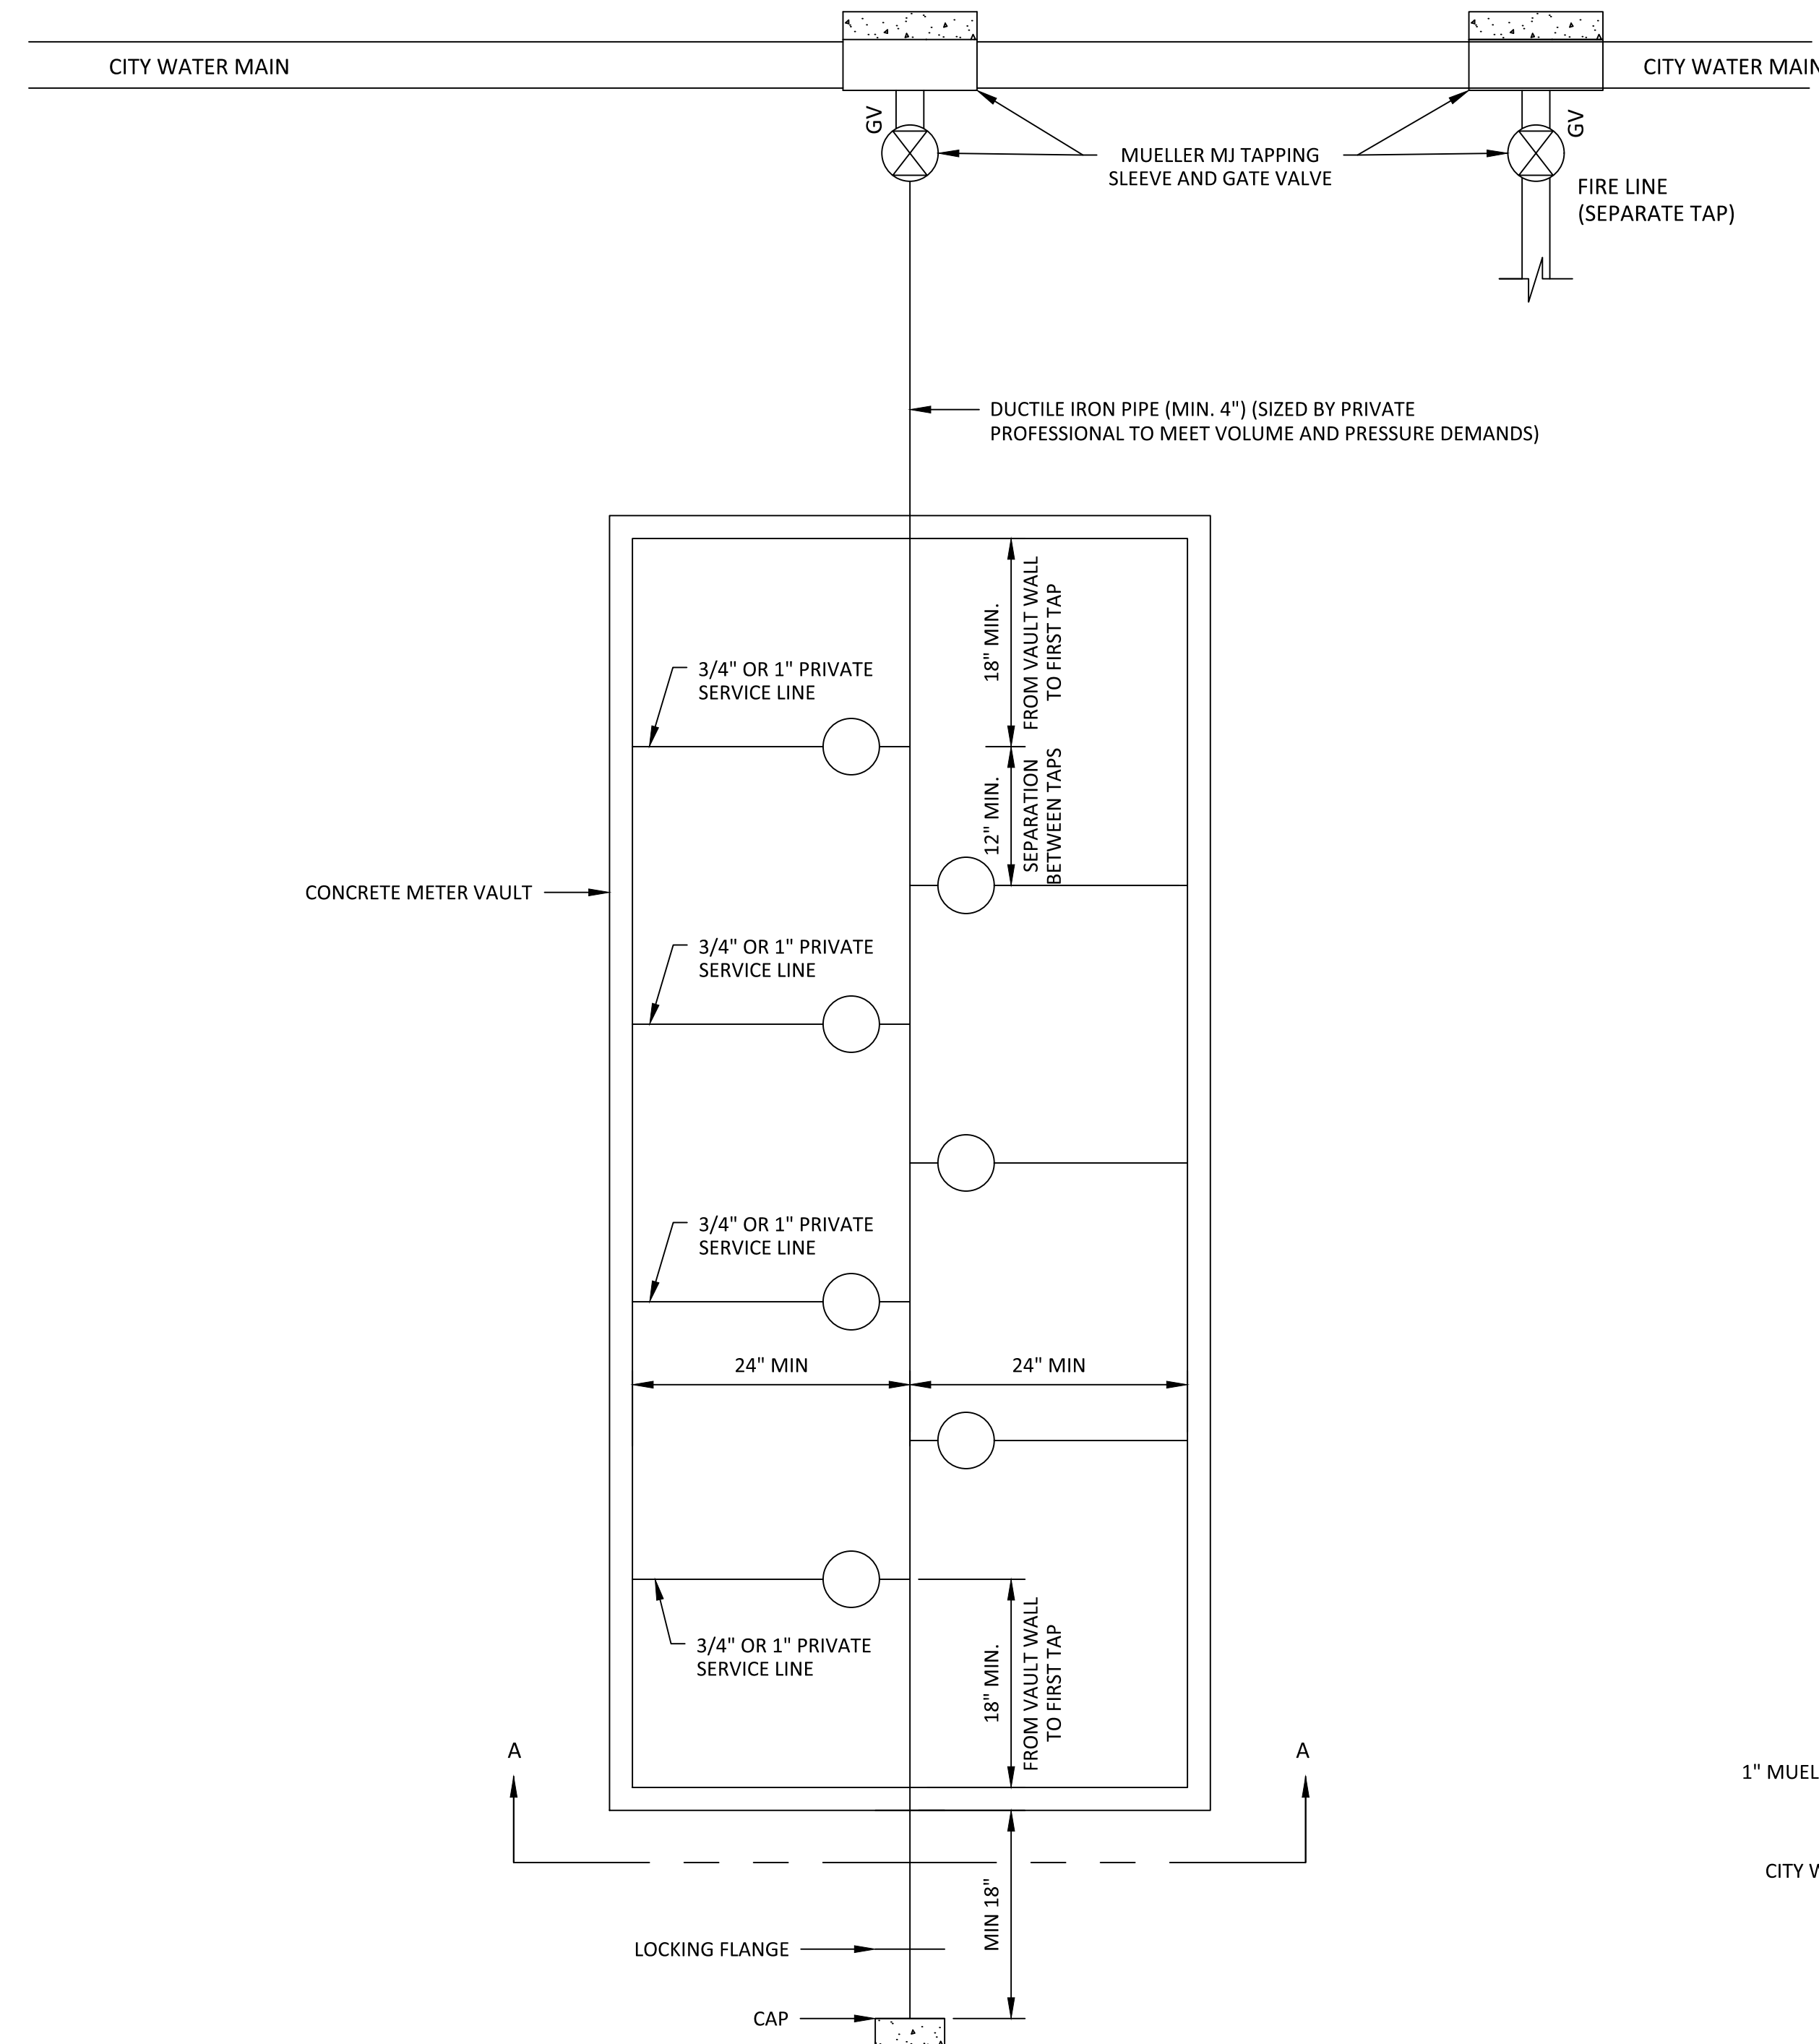 CITY WATER MAIN
CITY WATER MAIN
GV
GV
MUELLER MJ TAPPING
SLEEVE AND GATE VALVE
FIRE LINE
(SEPARATE TAP)
DUCTILE IRON PIPE (MIN. 4") (SIZED BY PRIVATE
PROFESSIONAL TO MEET VOLUME AND PRESSURE DEMANDS)
18" MIN.
FROM VAULT WALL
TO FIRST TAP
3/4" OR 1" PRIVATE
SERVICE LINE
12" MIN.
SEPARATION
BETWEEN TAPS
CONCRETE METER VAULT
3/4" OR 1" PRIVATE
SERVICE LINE
3/4" OR 1" PRIVATE
SERVICE LINE
24" MIN
24" MIN
3/4" OR 1" PRIVATE
SERVICE LINE
18" MIN.
FROM VAULT WALL
TO FIRST TAP
A
A
1" MUEL
CITY W
MIN 18"
LOCKING FLANGE
CAP